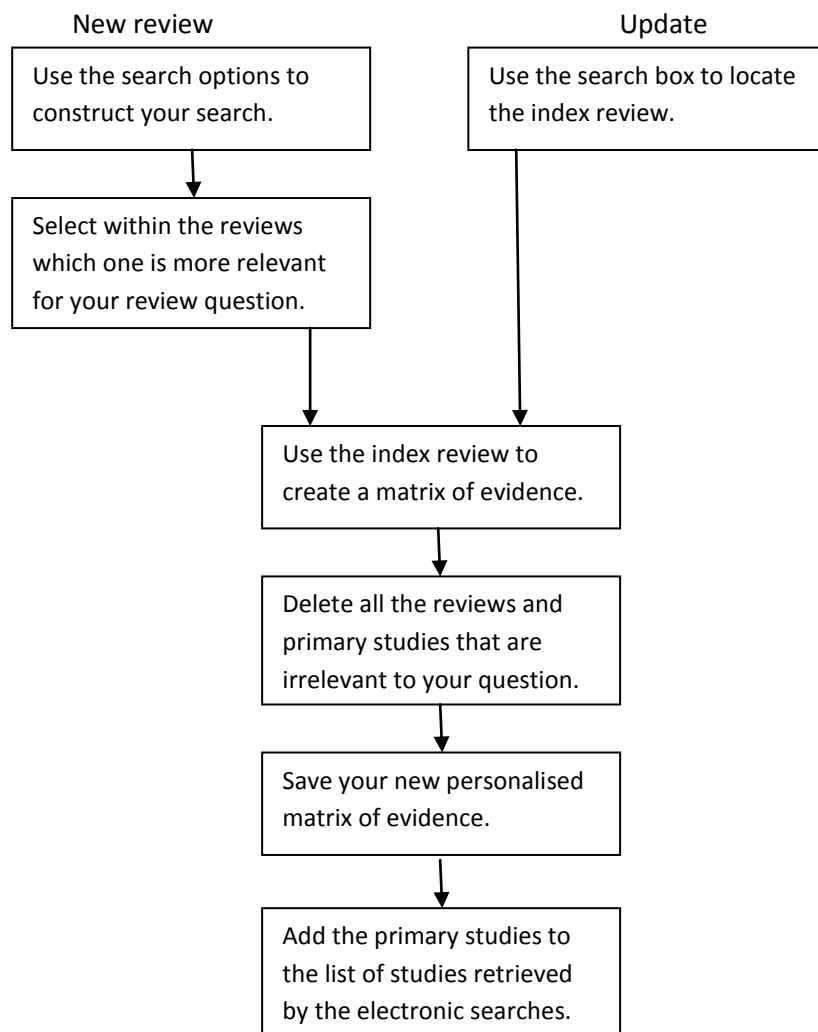 New review
Use the search options to
construct your search.
Select within the reviews
which one is more relevant
for your review question.
Update
Use the search box to locate
the index review.
Use the index review to
create a matrix of evidence.
Delete all the reviews and
primary studies that are
irrelevant to your question.
Save your new personalised
matrix of evidence.
Add the primary studies to
the list of studies retrieved
by the electronic searches.